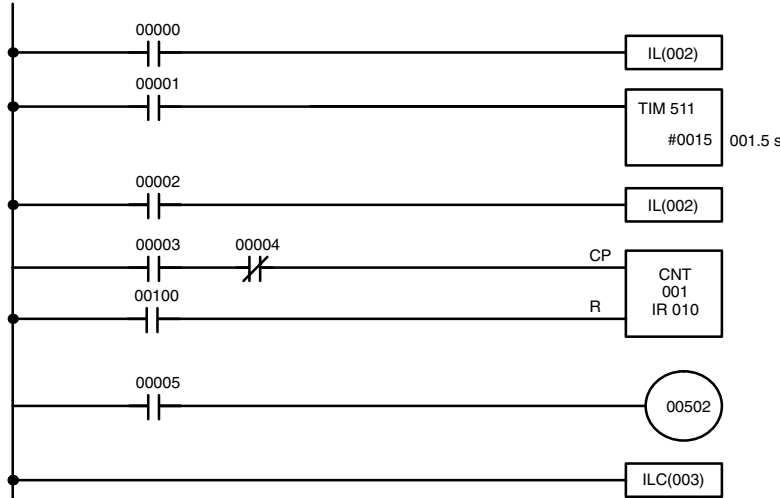 00000
IL(002)
00001
TIM 511
#0015 001.5 s
00002
IL(002)
00003 00004
CP
CNT
001
IR 010
00100
R
00005
00502
ILC(003)